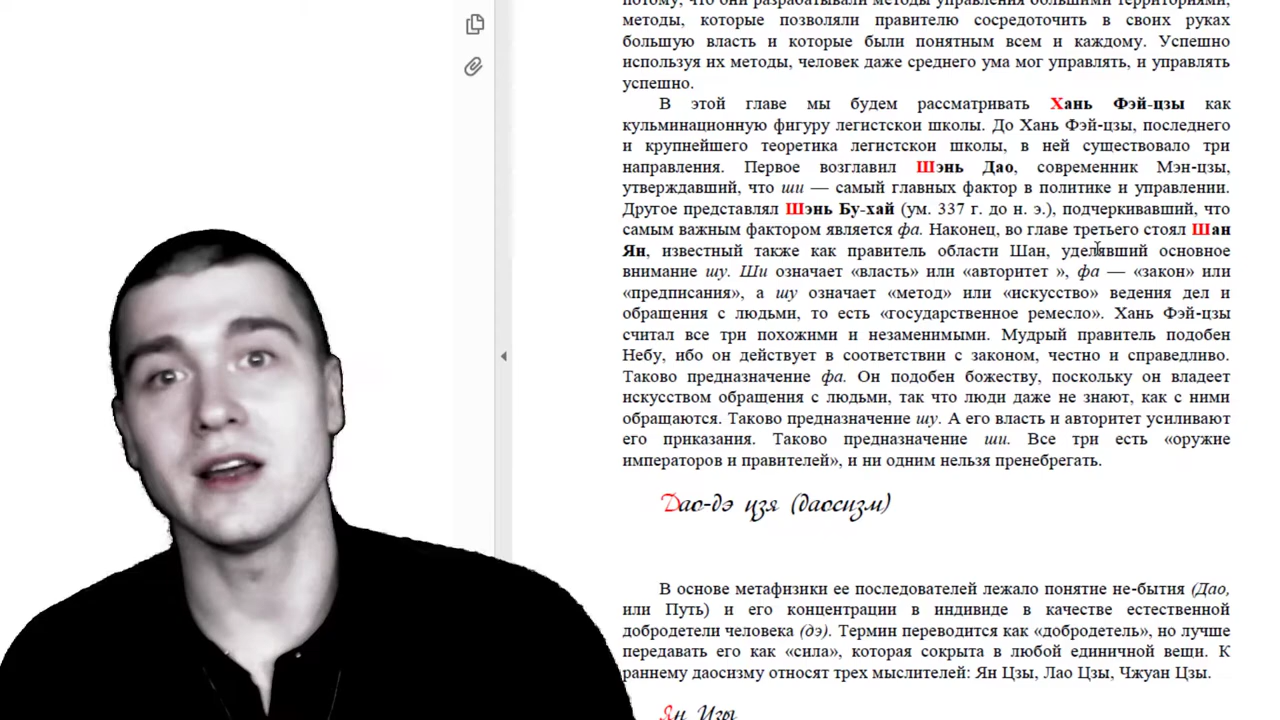 потому, что они разрабатывали методы управления большими территориями,
методы, которые позволяли правителю сосредоточить в своих руках
большую власть и которые были понятным всем и каждому. Успешно
используя их методы, человек даже среднего ума мог управлять, и управлять
успешно.
В этой главе мы будем рассматривать Хань Фэй-цзы как
кульминационную фигуру легистскои школы. До Хань Фэй-цзы, последнего
и крупнейшего теоретика легистскои школы, в ней существовало три
направления. Первое возглавил Шэнь Дао, современник Мэн-цзы,
утверждавший, что ши — самый главных фактор в политике и управлении.
Другое представлял Шэнь Бу-хай (ум. 337 г. до н. э.), подчеркивавший, что
самым важным фактором является фа. Наконец, во главе третьего стоял Шан
Ян, известный также как правитель области Шан, уделявший основное
внимание шу. Ши означает «власть» или «авторитет », фа — «закон» или
«предписания», а шу означает «метод» или «искусство» ведения дел и
обращения с людьми, то есть «государственное ремесло». Хань Фэй-цзы
считал все три похожими и незаменимыми. Мудрый правитель подобен
Небу, ибо он действует в соответствии с законом, честно и справедливо.
Таково предназначение фа. Он подобен божеству, поскольку он владеет
искусством обращения с людьми, так что люди даже не знают, как с ними
обращаются. Таково предназначение шу. А его власть и авторитет усиливают
его приказания. Таково предназначение ши. Все три есть «оружие
императоров и правителей», и ни одним нельзя пренебрегать.
Дао-дэ цзя (даосизм)
В основе метафизики ее последователей лежало понятие не-бытия (Дао,
или Путь) и его концентрации в индивиде в качестве естественной
добродетели человека (дэ). Термин переводится как «добродетель», но лучше
передавать его как «сила», которая сокрыта в любой единичной вещи. К
раннему даосизму относят трех мыслителей: Ян Цзы, Лао Цзы, Чжуан Цзы.
Ян Цзы